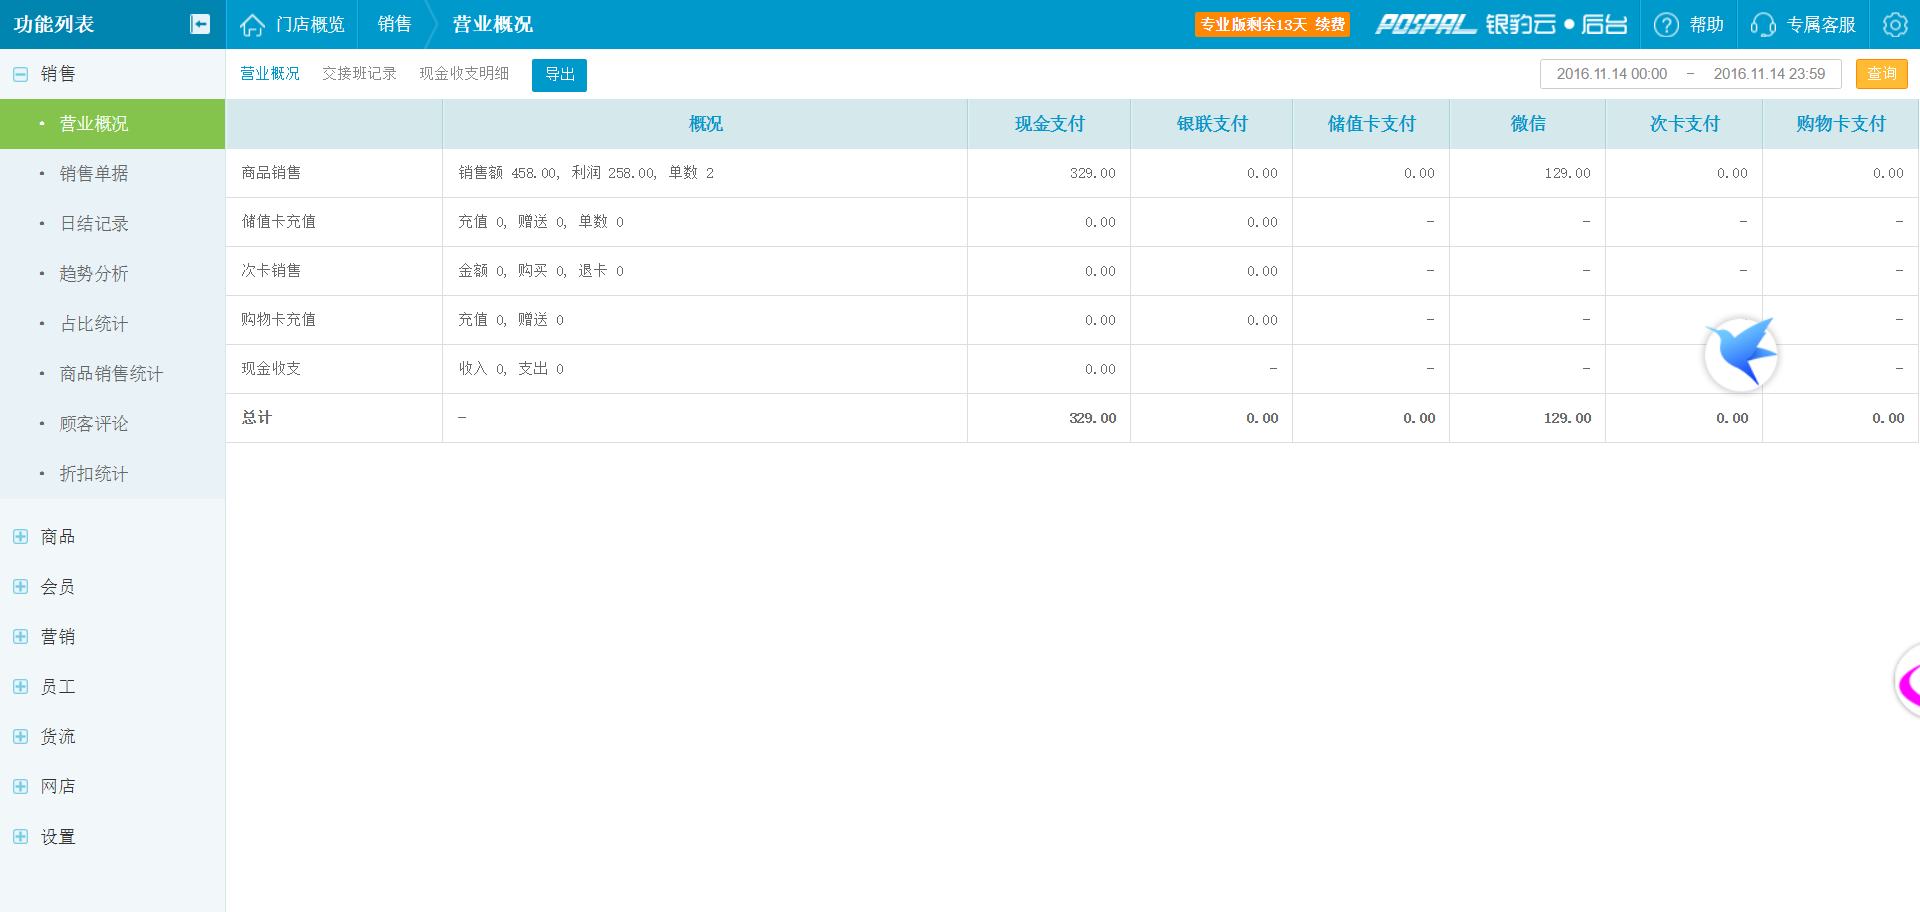 功能列表
门店概览
销售
营业概况
专业版剩余13天 续费
POSPAL 银豹云●后台
帮助
专属客服
销售
营业概况
销售单据
日结记录
趋势分析
占比统计
商品销售统计
顾客评论
折扣统计
商品
会员
营销
员工
货流
网店
设置
营业概况 交接班记录 现金收支明细 导出
2016.11.14 00:00 - 2016.11.14 23:59 查询
概况 现金支付 银联支付 储值卡支付 微信 次卡支付 购物卡支付
商品销售 销售额 458.00, 利润 258.00, 单数 2 329.00 0.00 0.00 129.00 0.00 0.00
储值卡充值 充值 0, 赠送 0, 单数 0 0.00 0.00 - - - -
次卡销售 金额 0, 购买 0, 退卡 0 0.00 0.00 - - - -
购物卡充值 充值 0, 赠送 0 0.00 0.00 - - -
现金收支 收入 0, 支出 0 0.00 - - - -
总计 - 329.00 0.00 0.00 129.00 0.00 0.00